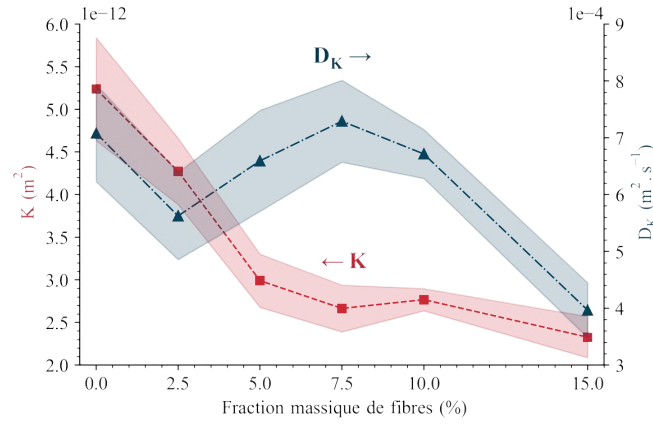 1e−12
1e−4
6.0
5.5
5.0
4.5
4.0
3.5
3.0
2.5
2.0
K (m²)
9
8
7
6
5
4
3
D_K (m².s⁻¹)
D_K →
← K
0.0 2.5 5.0 7.5 10.0 15.0
Fraction massique de fibres (%)